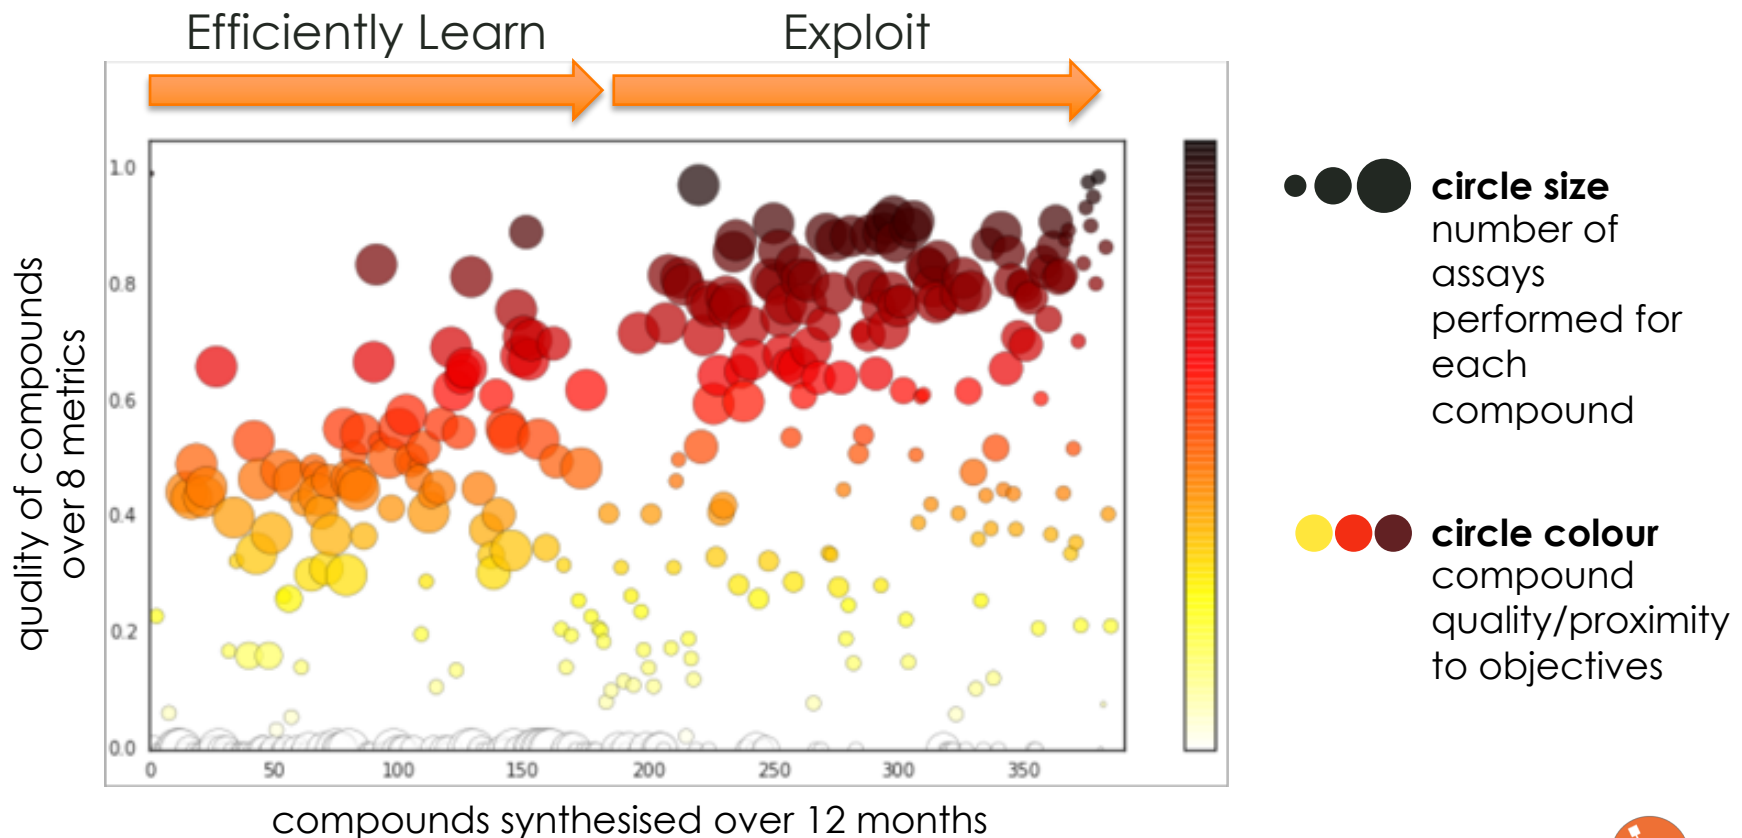 Efficiently Learn
Exploit
quality of compounds
over 8 metrics
1.0
0.8
0.6
0.4
0.2
0.0
0 50 100 150 200 250 300 350
compounds synthesised over 12 months
circle size
number of
assays
performed for
each
compound
circle colour
compound
quality/proximity
to objectives